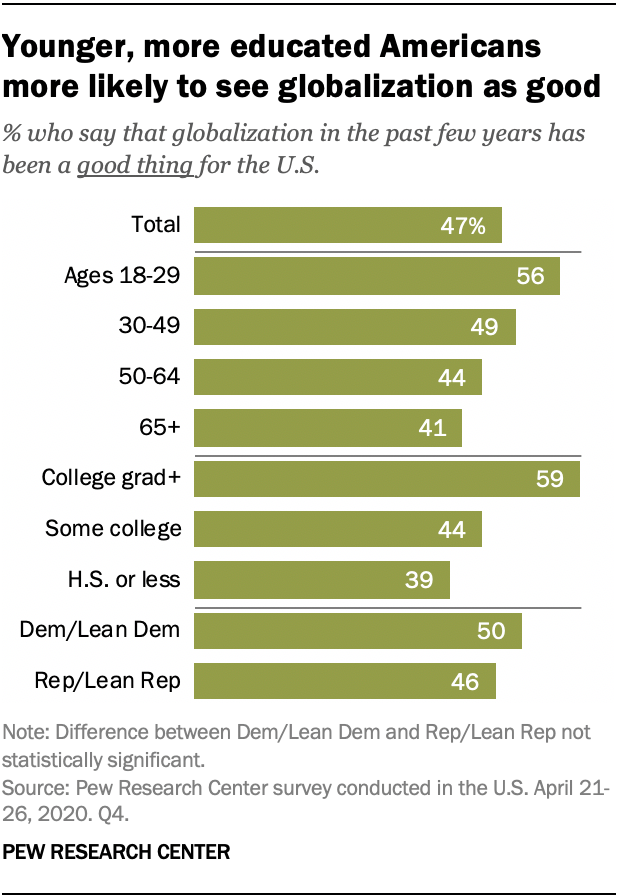 Younger, more educated Americans
more likely to see globalization as good
% who say that globalization in the past few years has
been a good thing for the U.S.
Total 47%
Ages 18-29 56
30-49 49
50-64 44
65+ 41
College grad+ 59
Some college 44
H.S. or less 39
Dem/Lean Dem 50
Rep/Lean Rep 46
Note: Difference between Dem/Lean Dem and Rep/Lean Rep not
statistically significant.
Source: Pew Research Center survey conducted in the U.S. April 21-
26, 2020. Q4.
PEW RESEARCH CENTER